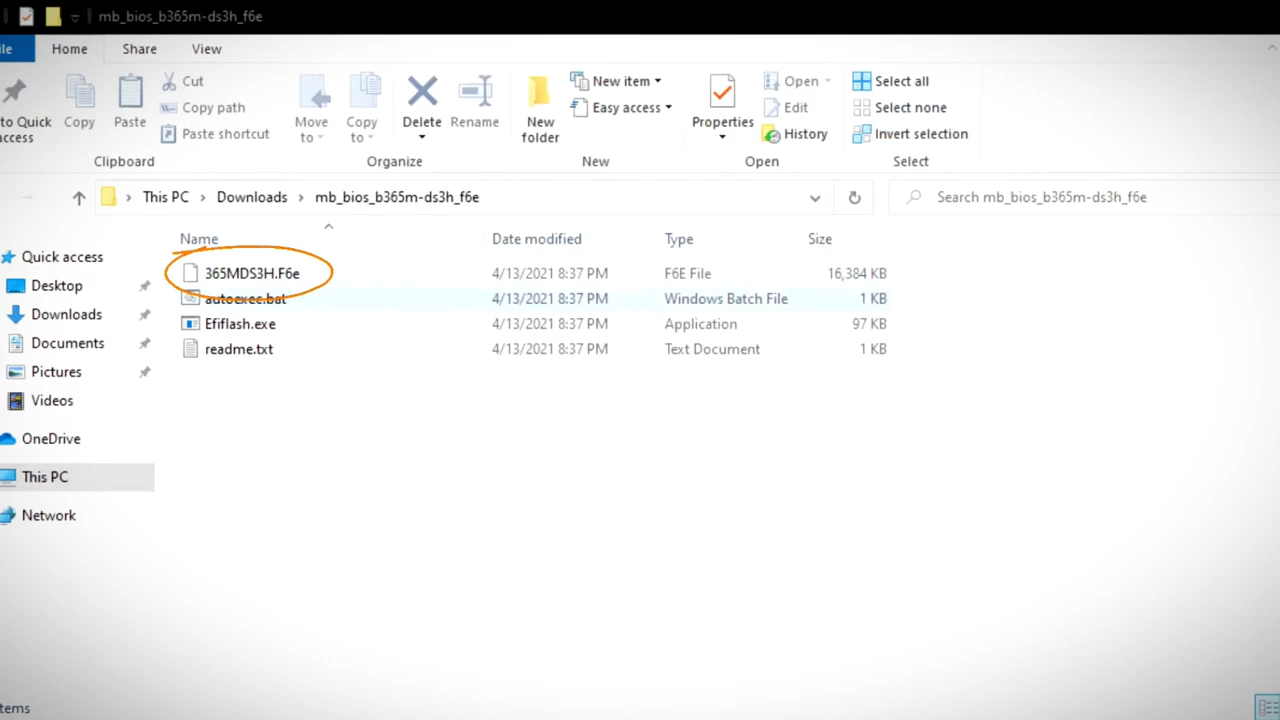 mb_bios_b365m-ds3h_f6e
ile Home Share View
to Quick access
Copy
Paste
Cut
Copy path
Paste shortcut
Clipboard
Move to
Copy to
Delete
Rename
Organize
New folder
New item
Easy access
New
Properties
Open
Edit
History
Open
Select all
Select none
Invert selection
Select
This PC > Downloads > mb_bios_b365m-ds3h_f6e
Search mb_bios_b365m-ds3h_f6e
Quick access
Desktop
Downloads
Documents
Pictures
Videos
OneDrive
This PC
Network
Name Date modified Type Size
365MDS3H.F6e 4/13/2021 8:37 PM F6E File 16,384 KB
autoexec.bat 4/13/2021 8:37 PM Windows Batch File 1 KB
Efiflash.exe 4/13/2021 8:37 PM Application 97 KB
readme.txt 4/13/2021 8:37 PM Text Document 1 KB
tems